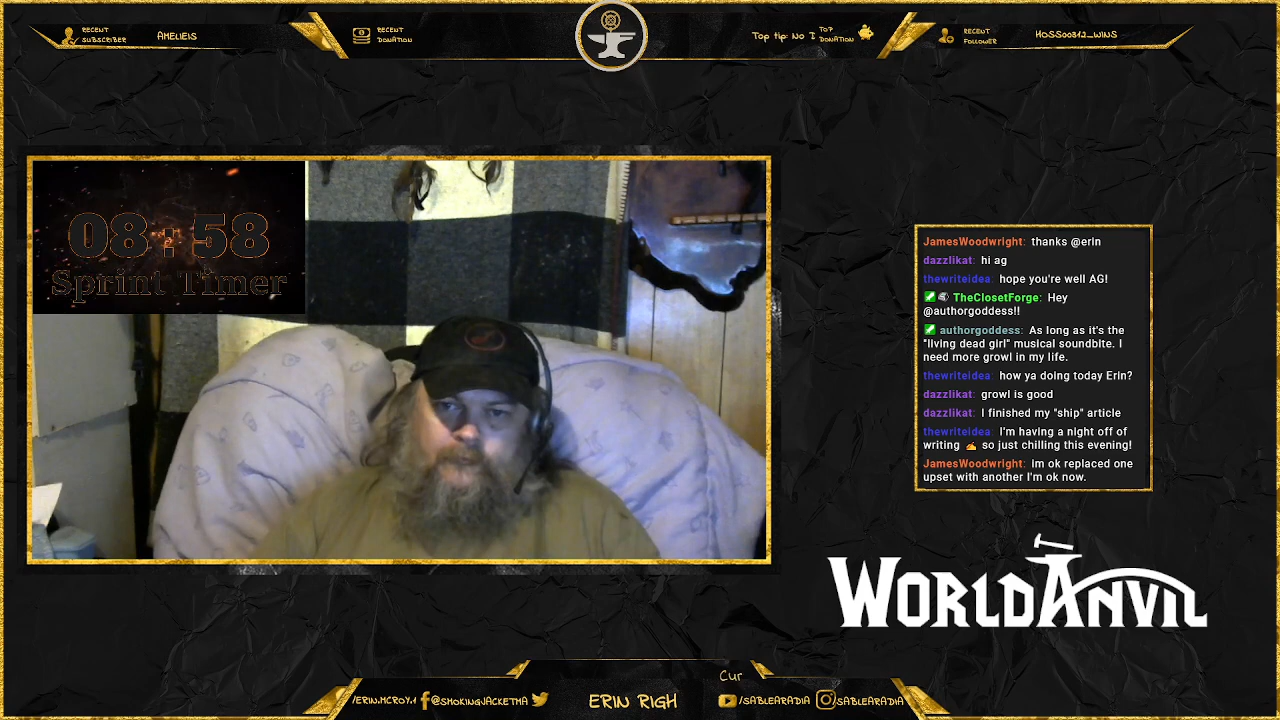 RECENT
SUBSCRIBER
AMELIEIS
RECENT
DONATION
Top tip: No I
TOP
DONATION
RECENT
FOLLOWER
MOSS00312_WINS
08:58
Sprint Timer
JamesWoodwright: thanks @erin
dazzlikat: hi ag
thewriteidea: hope you're well AG!
TheClosetForge: Hey
@authorgoddess!!
authorgoddess: As long as it's the
"living dead girl" musical soundbite. I
need more growl in my life.
thewriteidea: how ya doing today Erin?
dazzlikat: growl is good
dazzlikat: I finished my "ship" article
thewriteidea: I'm having a night off of
writing ✍ so just chilling this evening!
JamesWoodwright: Im ok replaced one
upset with another I'm ok now.
WORLDANVIL
Cur
/ERIN.MCROY.1
@SMOKINGJACKETMA
ERIN RIGH
/SABLEARADIA
/SABLEARADIA